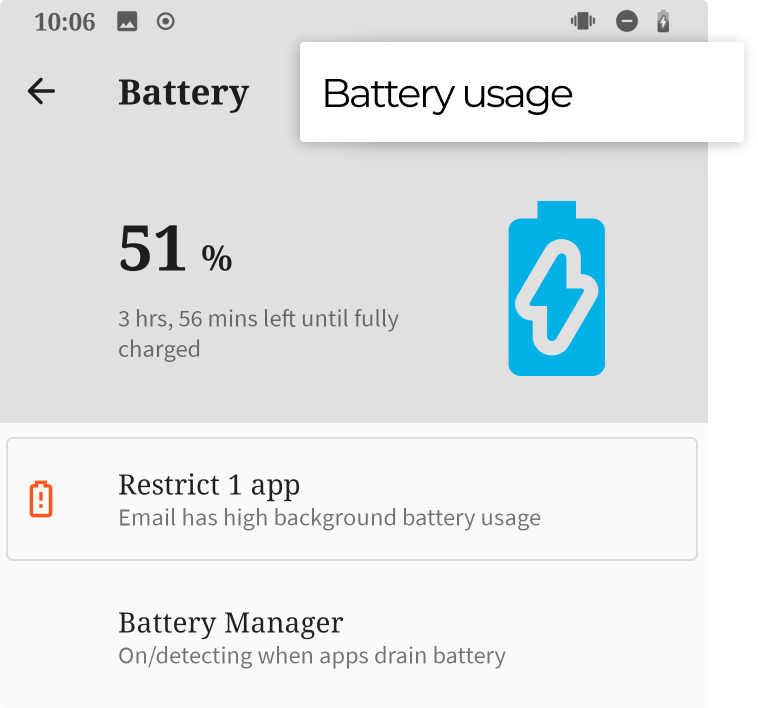 10:06
Battery
Battery usage
51 %
3 hrs, 56 mins left until fully
charged
Restrict 1 app
Email has high background battery usage
Battery Manager
On/detecting when apps drain battery